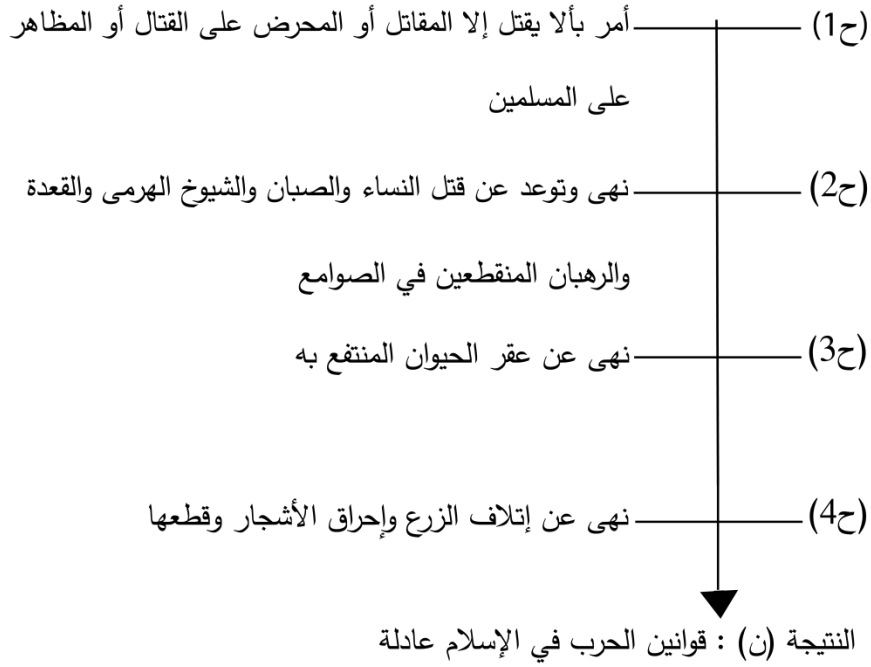 (ح1) أمر بألا يقتل إلا المقاتل أو المحرض على القتال أو المظاهر
على المسلمين
(ح2) نهى وتوعد عن قتل النساء والصبان والشيوخ الهرمى والقعدة
والرهبان المنقطعين في الصوامع
(ح3) نهى عن عقر الحيوان المنتفع به
(ح4) نهى عن إتلاف الزرع وإحراق الأشجار وقطعها
النتيجة (ن) : قوانين الحرب في الإسلام عادلة